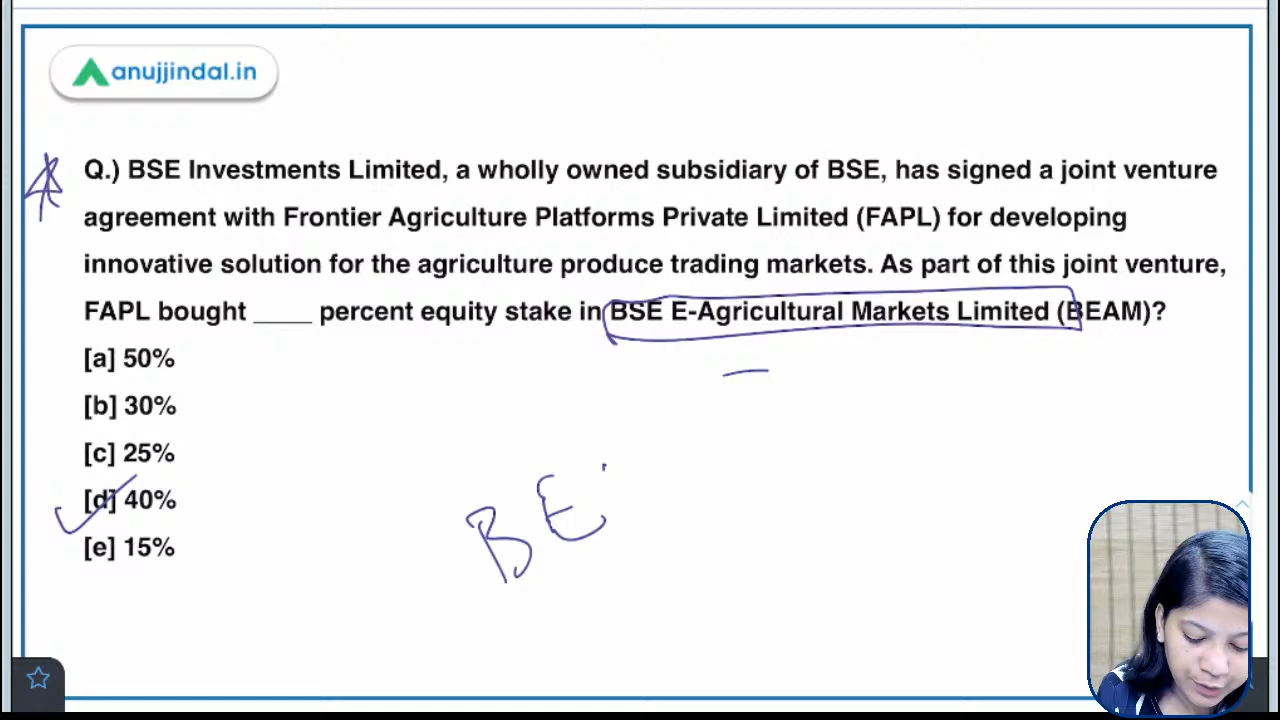 anujjindal.in
Q.) BSE Investments Limited, a wholly owned subsidiary of BSE, has signed a joint venture
agreement with Frontier Agriculture Platforms Private Limited (FAPL) for developing
innovative solution for the agriculture produce trading markets. As part of this joint venture,
FAPL bought ____ percent equity stake in BSE E-Agricultural Markets Limited (BEAM)?
[a] 50%
[b] 30%
[c] 25%
[d] 40%
[e] 15%
BE